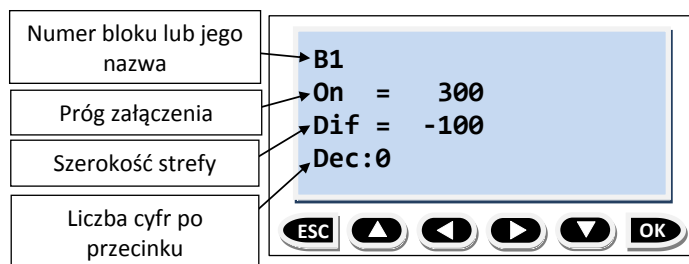 Numer bloku lub jego
nazwa
Próg załączenia
Szerokość strefy
Liczba cyfr po
przecinku
B1
On = 300
Dif = -100
Dec:0
ESC
OK